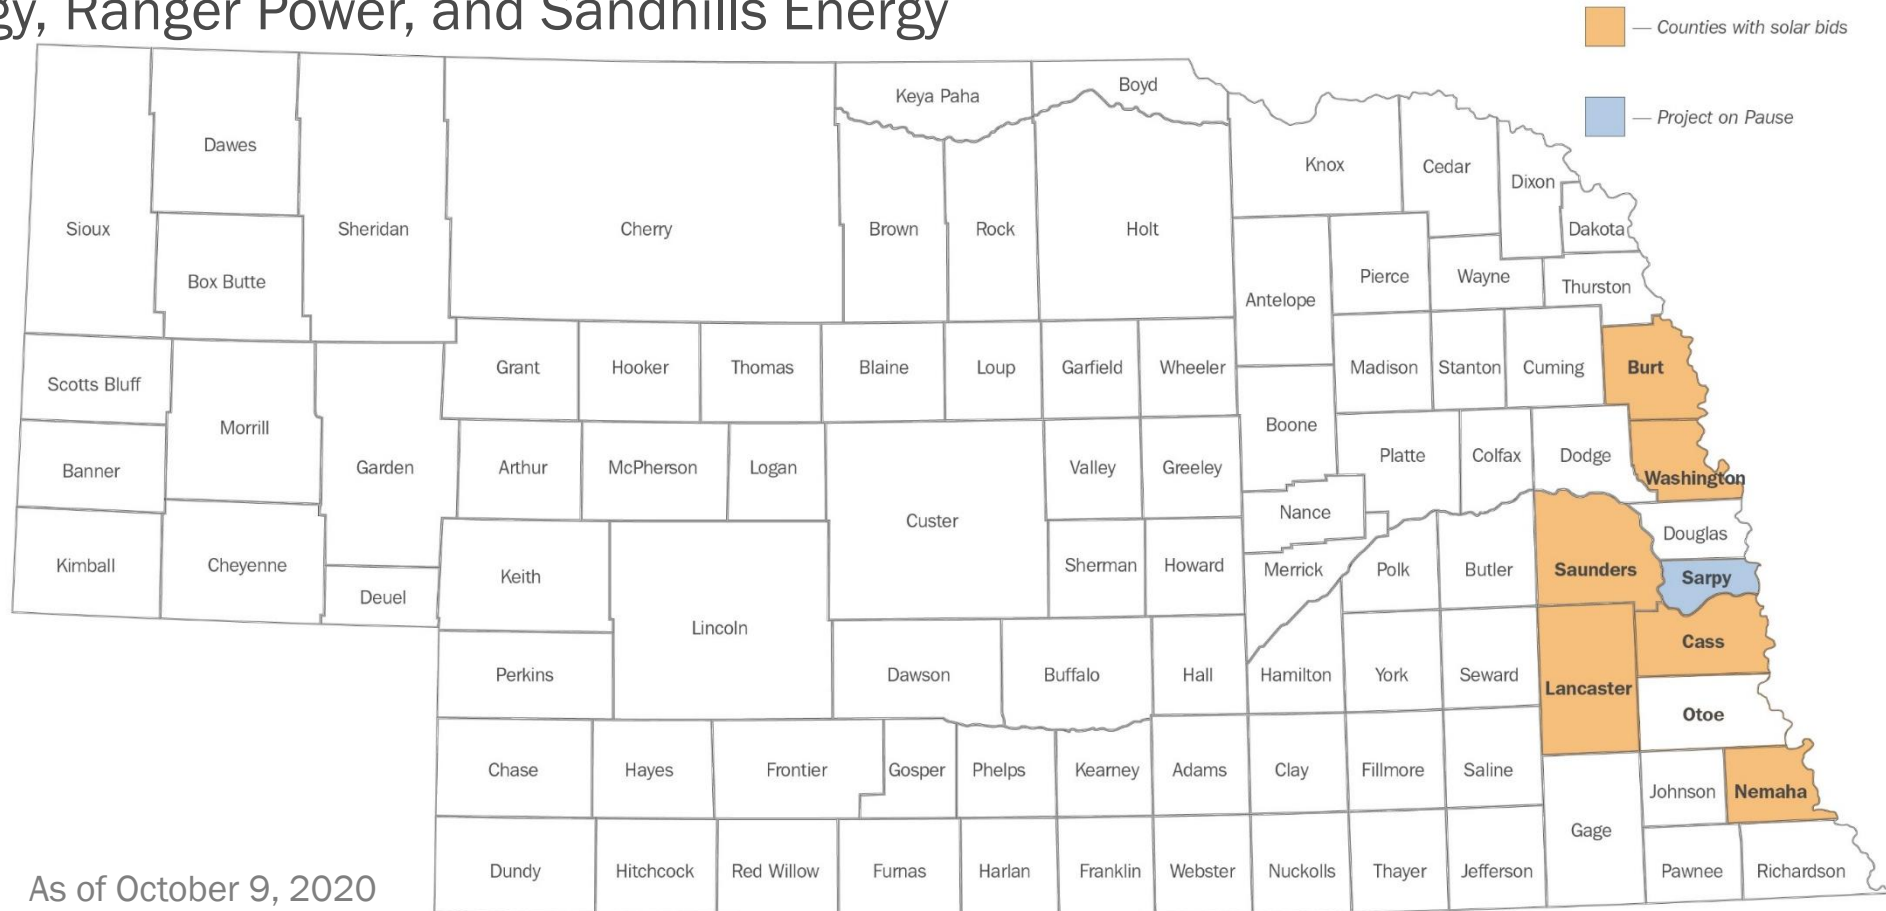 gy, Ranger Power, and Sandhills Energy
— Counties with solar bids
— Project on Pause
Keya Paha
Boyd
Dawes
Knox
Cedar
Dixon
Sioux
Sheridan
Cherry
Brown
Rock
Holt
Dakota
Box Butte
Antelope
Pierce
Wayne
Thurston
Scotts Bluff
Grant
Hooker
Thomas
Blaine
Loup
Garfield
Wheeler
Madison
Stanton
Cuming
Burt
Morrill
Boone
Banner
Garden
Arthur
McPherson
Logan
Valley
Greeley
Platte
Colfax
Dodge
Washington
Custer
Nance
Douglas
Kimball
Cheyenne
Keith
Sherman
Howard
Merrick
Polk
Butler
Saunders
Sarpy
Deuel
Lincoln
Cass
Perkins
Dawson
Buffalo
Hall
Hamilton
York
Seward
Lancaster
Otoe
Chase
Hayes
Frontier
Gosper
Phelps
Kearney
Adams
Clay
Fillmore
Saline
Johnson
Nemaha
Gage
Dundy
Hitchcock
Red Willow
Furnas
Harlan
Franklin
Webster
Nuckolls
Thayer
Jefferson
Pawnee
Richardson
As of October 9, 2020